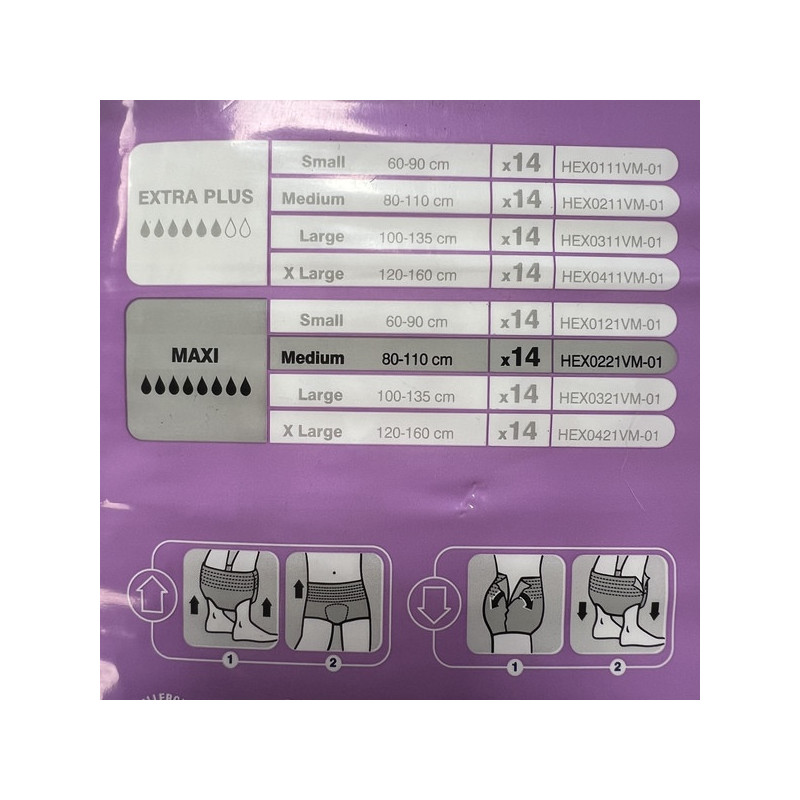 Small 60-90 cm x14 HEX0111VM-01
EXTRA PLUS
Medium 80-110 cm x14 HEX0211VM-01
Large 100-135 cm x14 HEX0311VM-01
X Large 120-160 cm x14 HEX0411VM-01
Small 60-90 cm x14 HEX0121VM-01
MAXI
Medium 80-110 cm x14 HEX0221VM-01
Large 100-135 cm x14 HEX0321VM-01
X Large 120-160 cm x14 HEX0421VM-01
1 2 1 2